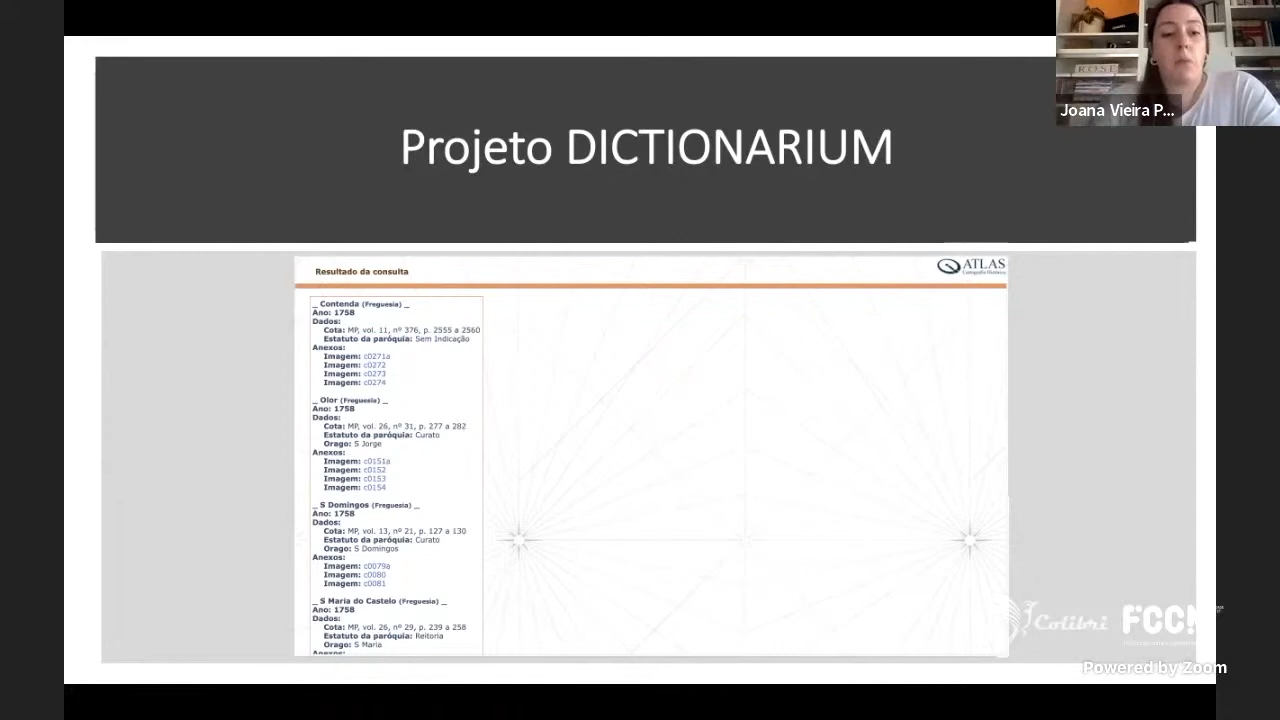 ROSE
Joana Vieira P...
Projeto DICTIONARIUM
Resultado da consulta
ATLAS
Cartografia Histórica
_ Contenda (Freguesia) _
Ano: 1758
Dados:
Cota: MP, vol. 11, nº 376, p. 2555 a 2560
Estatuto da paróquia: Sem Indicação
Anexos:
Imagem: c0271a
Imagem: c0272
Imagem: c0273
Imagem: c0274
_ Olor (Freguesia) _
Ano: 1758
Dados:
Cota: MP, vol. 26, nº 31, p. 277 a 282
Estatuto da paróquia: Curato
Orago: S Jorge
Anexos:
Imagem: c0151a
Imagem: c0152
Imagem: c0153
Imagem: c0154
_ S Domingos (Freguesia) _
Ano: 1758
Dados:
Cota: MP, vol. 13, nº 21, p. 127 a 130
Estatuto da paróquia: Curato
Orago: S Domingos
Anexos:
Imagem: c0079a
Imagem: c0080
Imagem: c0081
_ S Maria do Castelo (Freguesia) _
Ano: 1758
Dados:
Cota: MP, vol. 26, nº 29, p. 239 a 258
Estatuto da paróquia: Reitoria
Orago: S Maria
Anexos:
Colibri
FCCN
Powered by Zoom